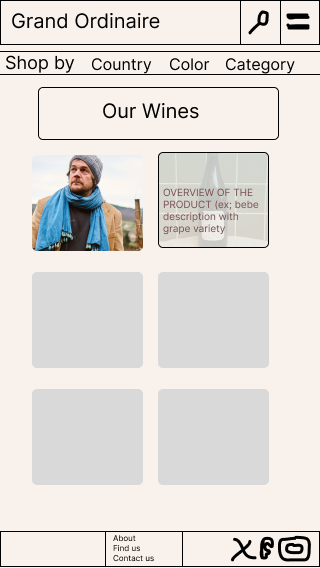 Grand Ordinaire
Shop by Country Color Category
Our Wines
OVERVIEW OF THE
PRODUCT (ex; bebe
description with
grape variety
About
Find us
Contact us